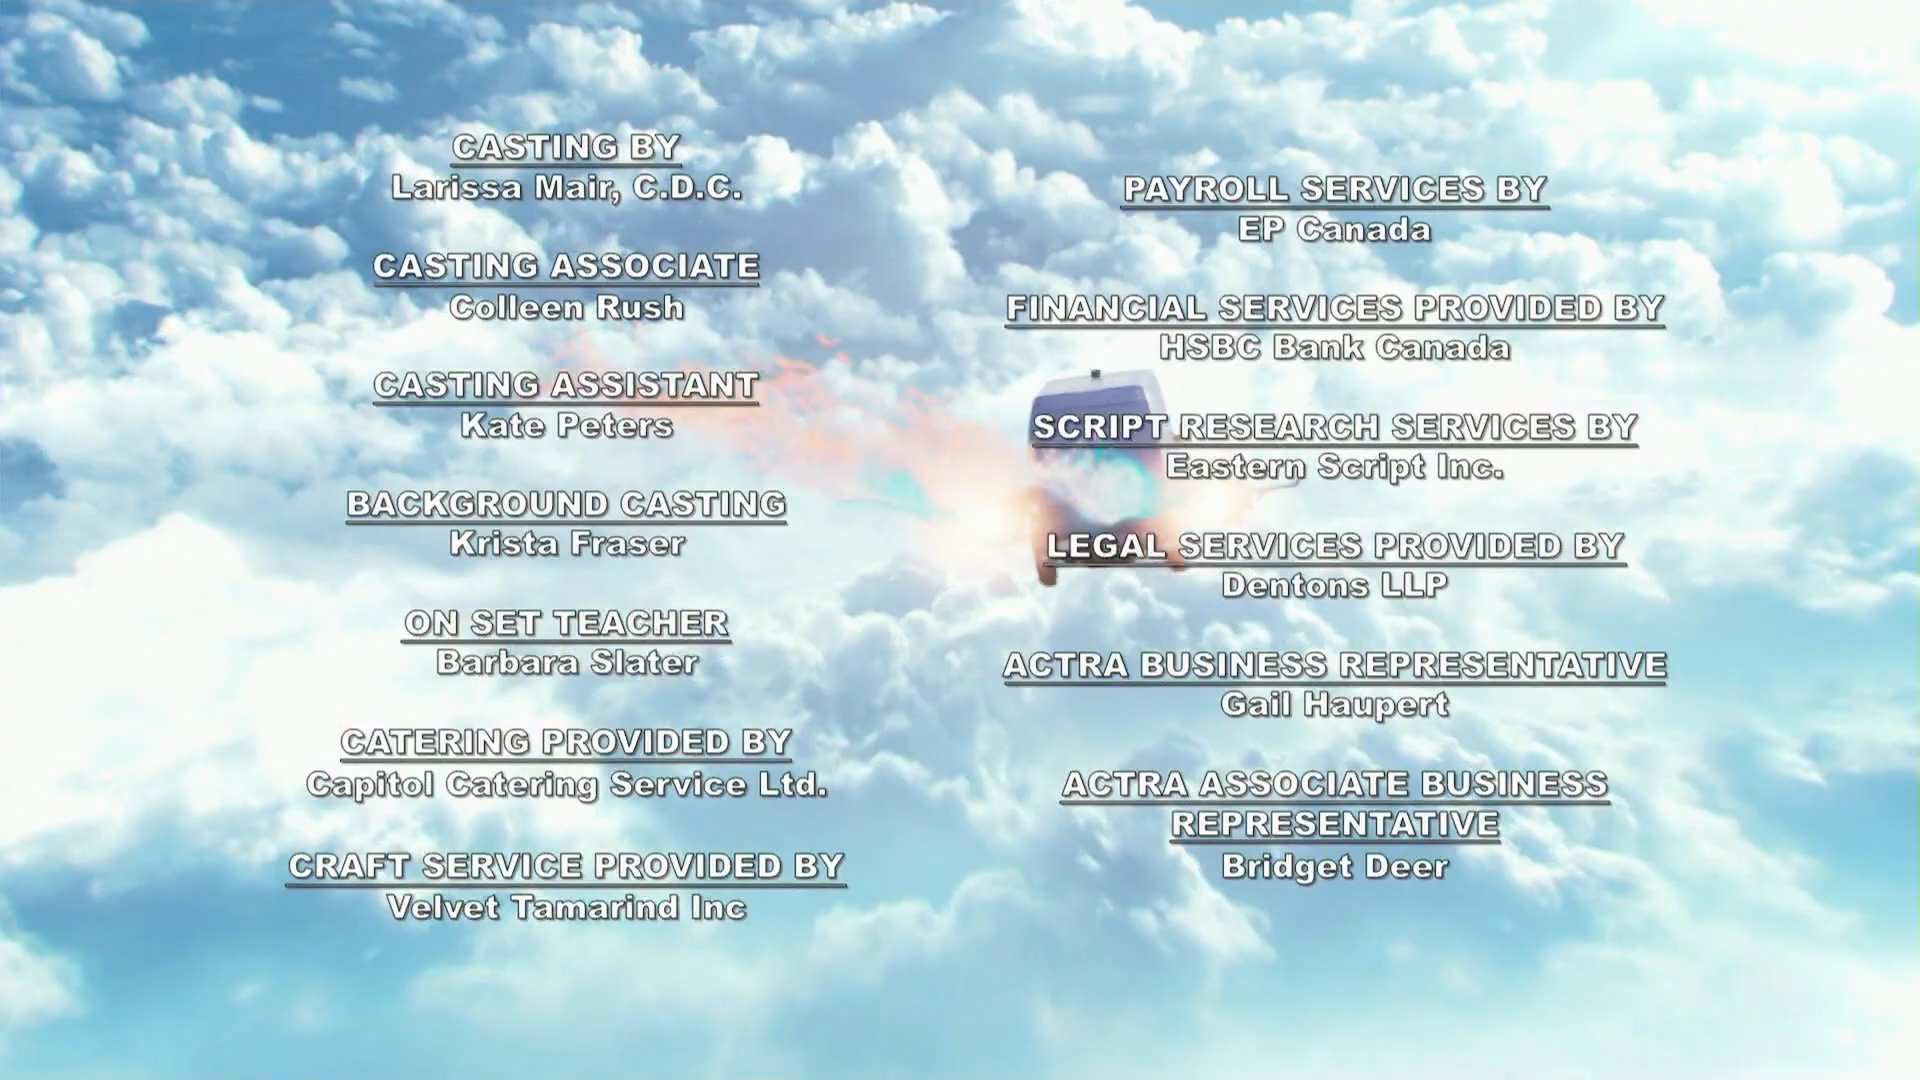 CASTING BY
Larissa Mair, C.D.C.
CASTING ASSOCIATE
Colleen Rush
CASTING ASSISTANT
Kate Peters
BACKGROUND CASTING
Krista Fraser
ON SET TEACHER
Barbara Slater
CATERING PROVIDED BY
Capitol Catering Service Ltd.
CRAFT SERVICE PROVIDED BY
Velvet Tamarind Inc
PAYROLL SERVICES BY
EP Canada
FINANCIAL SERVICES PROVIDED BY
HSBC Bank Canada
SCRIPT RESEARCH SERVICES BY
Eastern Script Inc.
LEGAL SERVICES PROVIDED BY
Dentons LLP
ACTRA BUSINESS REPRESENTATIVE
Gail Haupert
ACTRA ASSOCIATE BUSINESS
REPRESENTATIVE
Bridget Deer